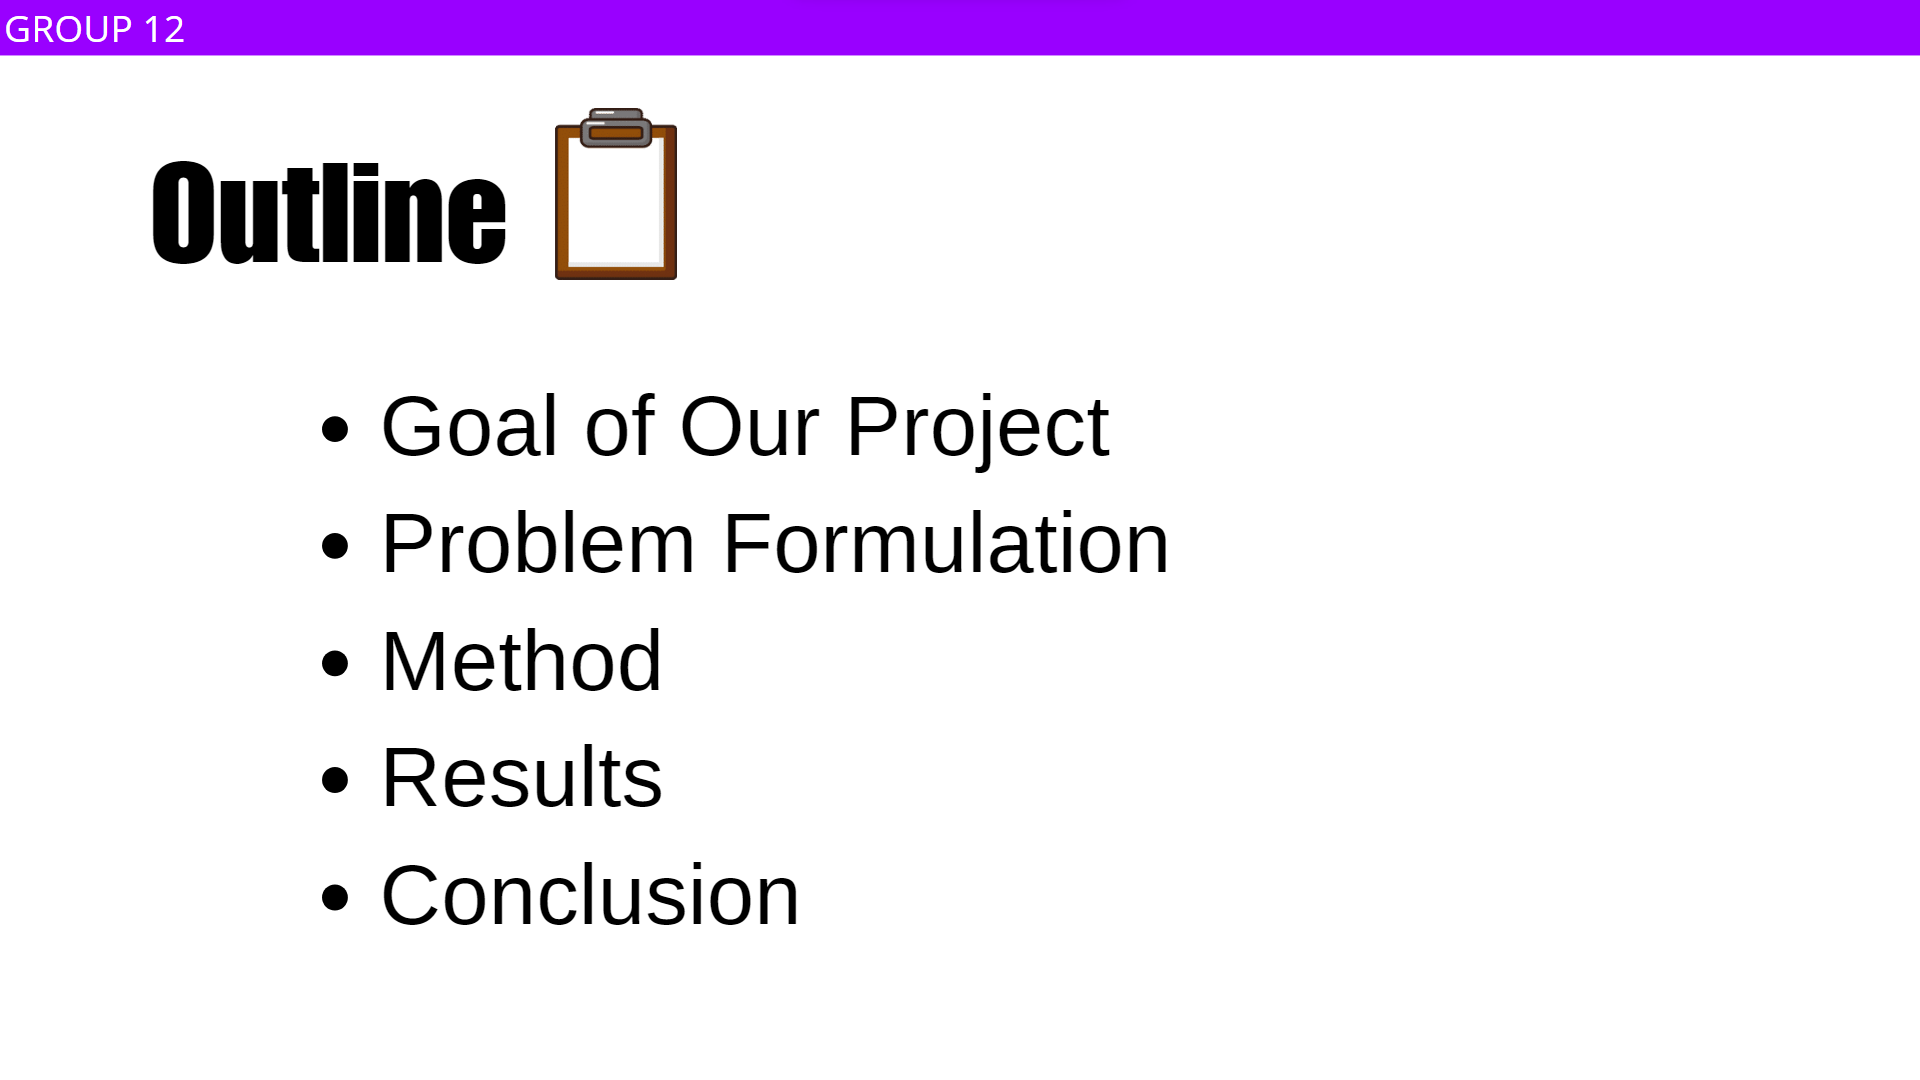 GROUP 12
Outline
• Goal of Our Project
• Problem Formulation
• Method
• Results
• Conclusion